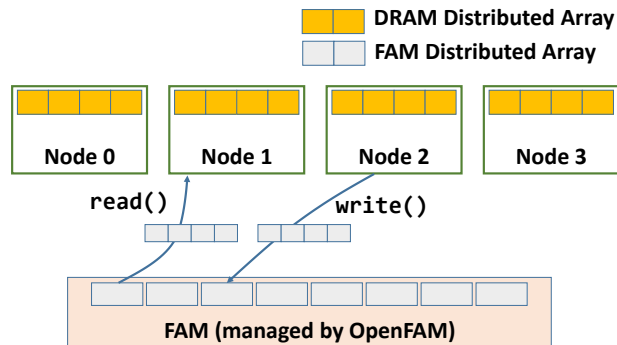 DRAM Distributed Array
FAM Distributed Array
Node 0
Node 1
Node 2
Node 3
read()
write()
FAM (managed by OpenFAM)